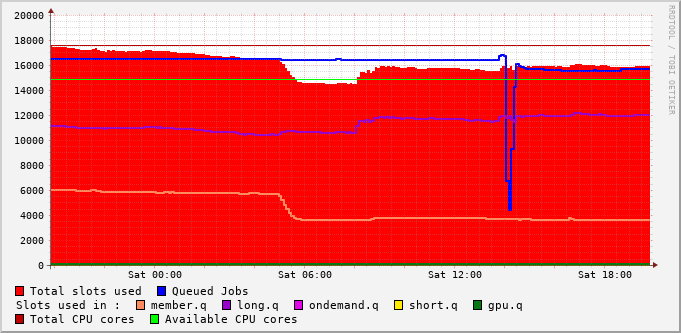 20000
18000
16000
14000
12000
10000
8000
6000
4000
2000
0
Sat 00:00 Sat 06:00 Sat 12:00 Sat 18:00
RRDTOOL / TOBI OETIKER
Total slots used Queued Jobs
Slots used in : member.q long.q ondemand.q short.q gpu.q
Total CPU cores Available CPU cores